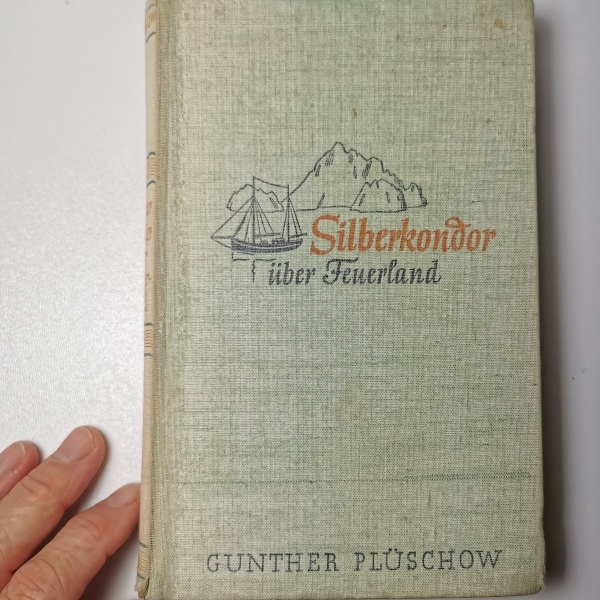 Silberkondor
über Feuerland
GUNTHER PLÜSCHOW